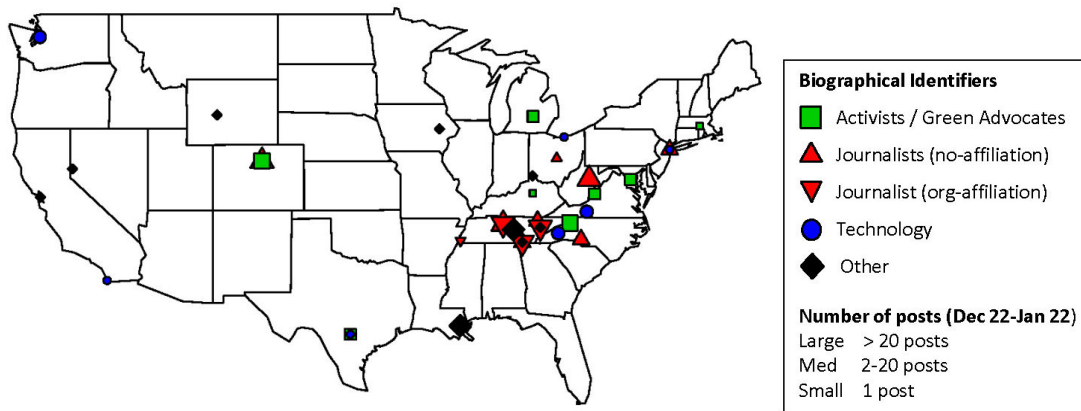 Biographical Identifiers
Activists / Green Advocates
Journalists (no-affiliation)
Journalist (org-affiliation)
Technology
Other
Number of posts (Dec 22-Jan 22)
Large > 20 posts
Med 2-20 posts
Small 1 post